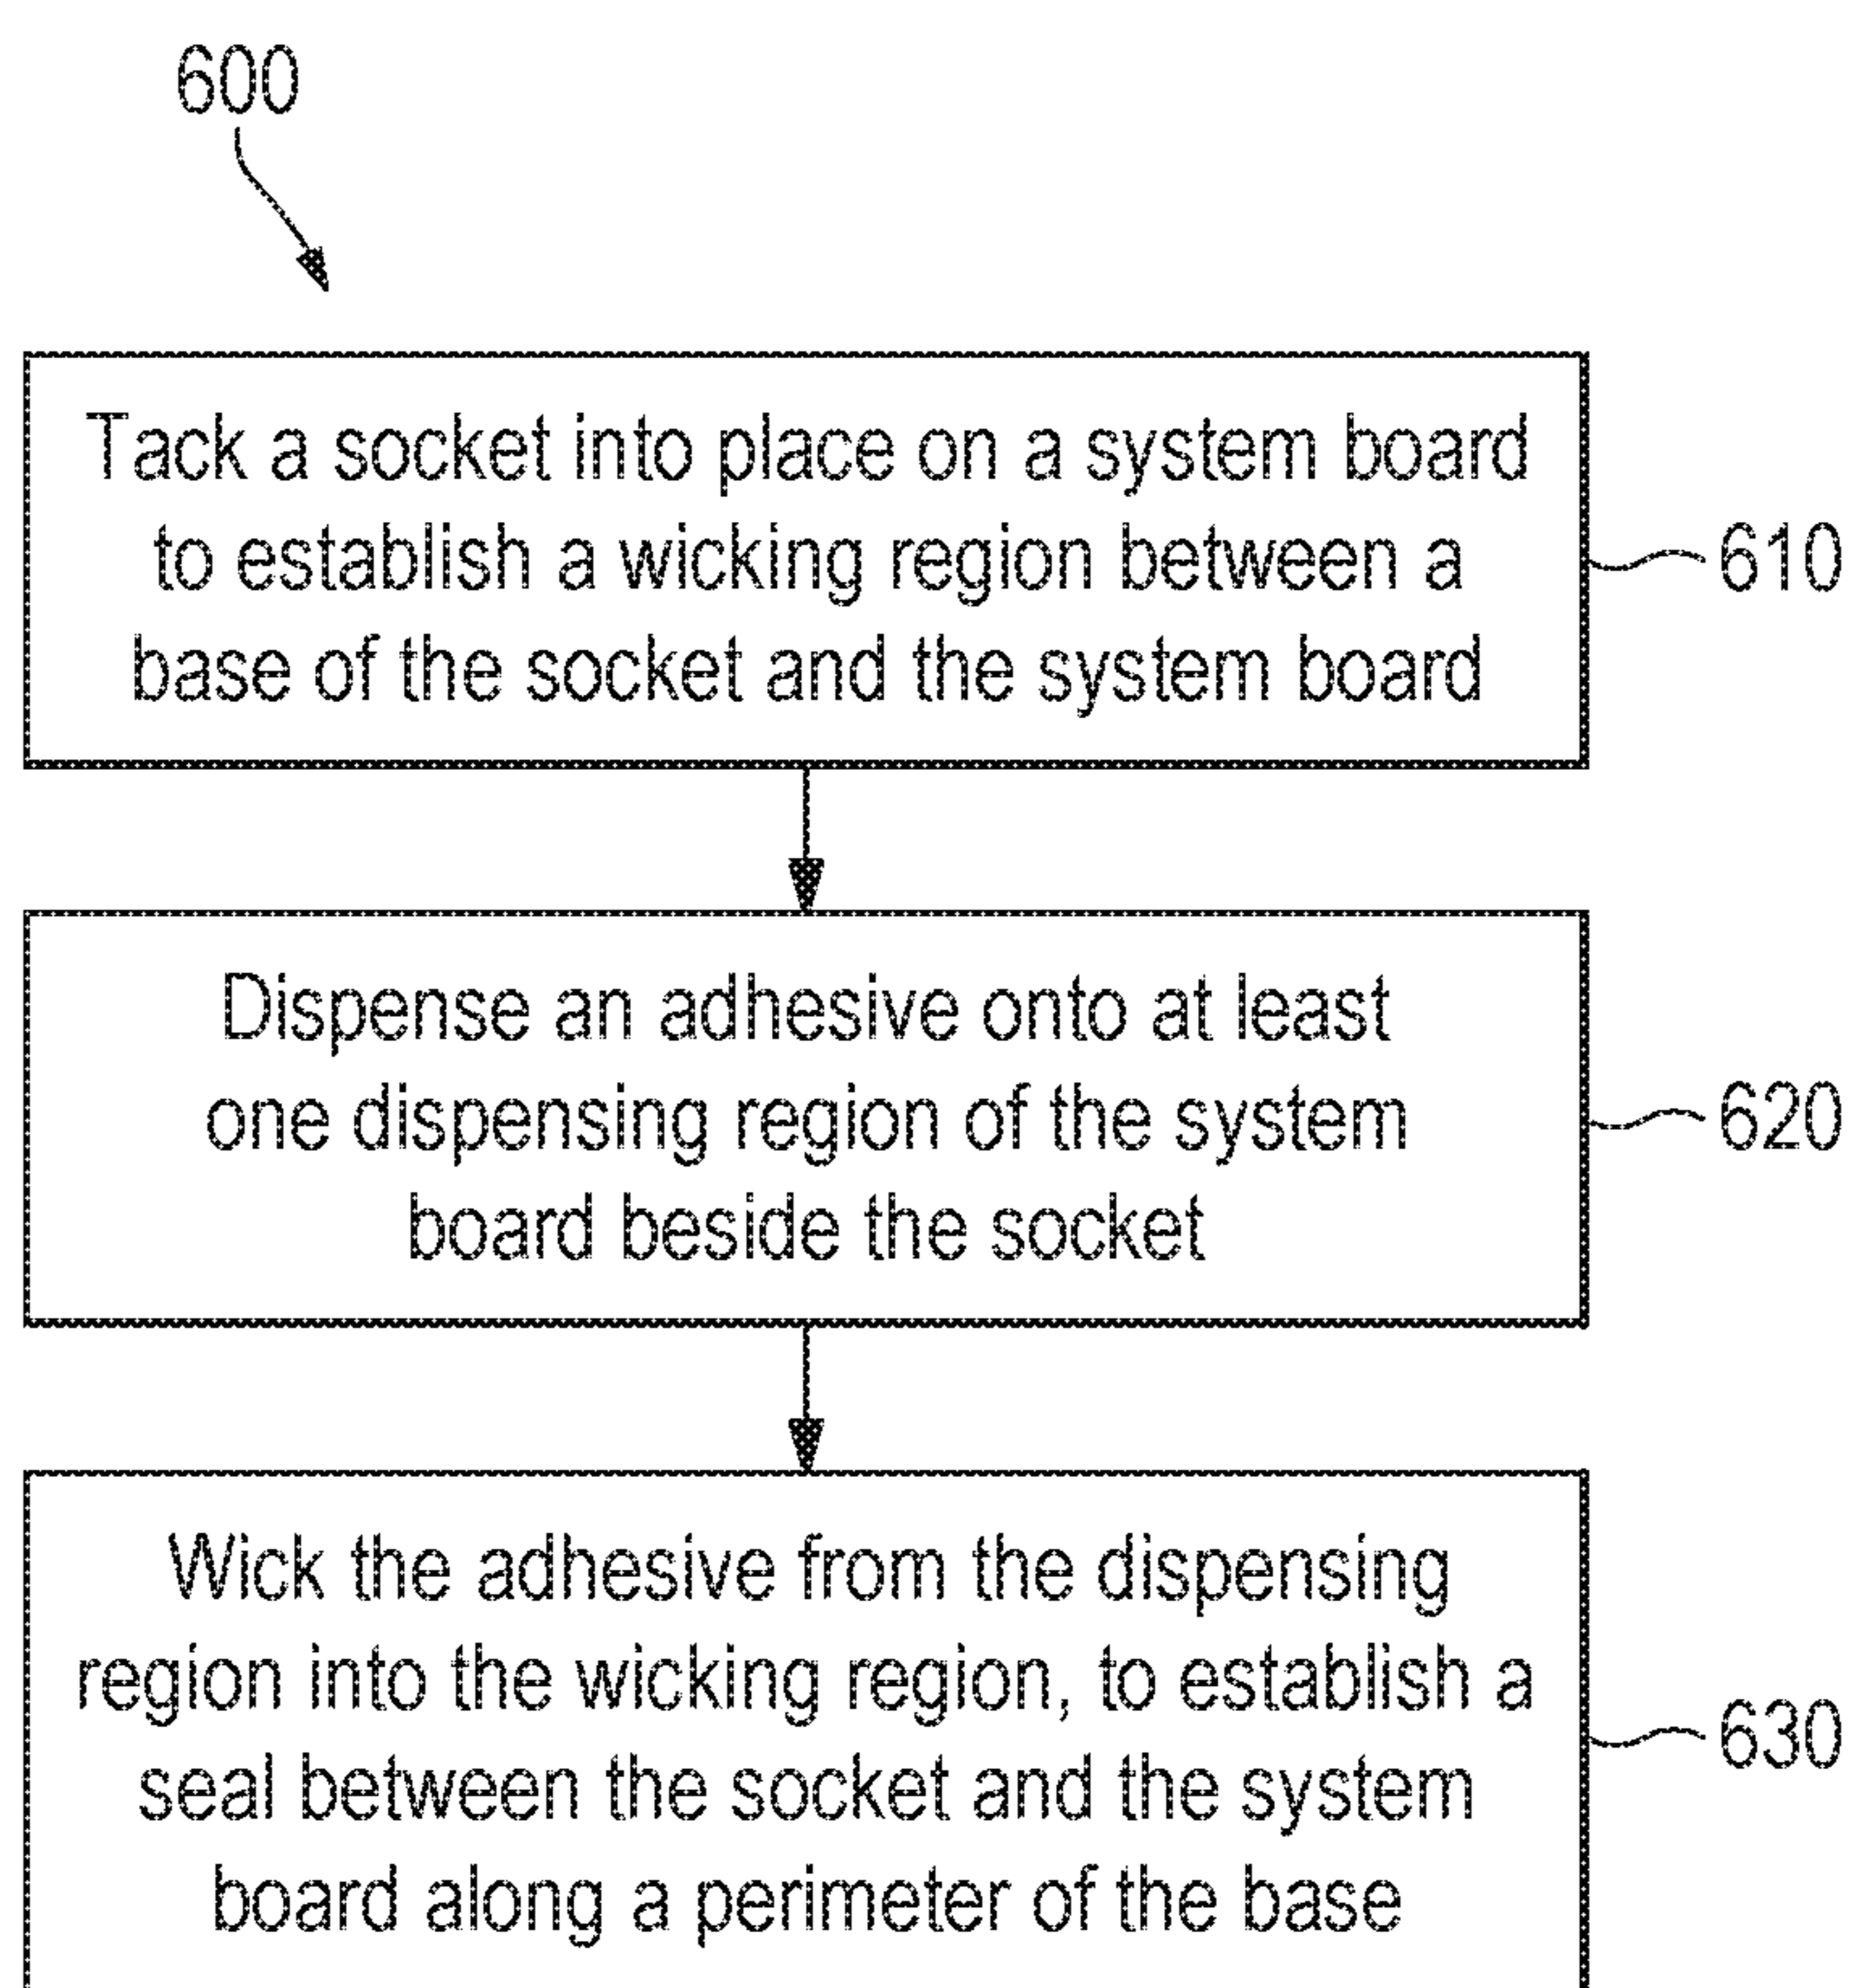 600
Tack a socket into place on a system board
to establish a wicking region between a
base of the socket and the system board
610
Dispense an adhesive onto at least
one dispensing region of the system
board beside the socket
620
Wick the adhesive from the dispensing
region into the wicking region, to establish a
seal between the socket and the system
board along a perimeter of the base
630